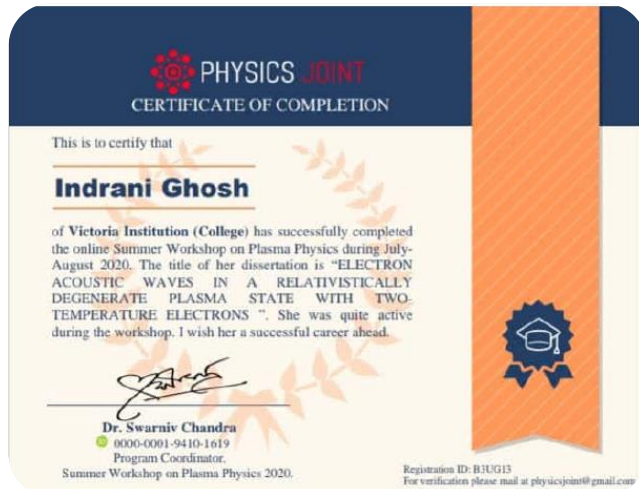 PHYSICS JOINT
CERTIFICATE OF COMPLETION
This is to certify that
Indrani Ghosh
of Victoria Institution (College) has successfully completed
the online Summer Workshop on Plasma Physics during July-
August 2020. The title of her dissertation is “ELECTRON
ACOUSTIC WAVES IN A RELATIVISTICALLY
DEGENERATE PLASMA STATE WITH TWO-
TEMPERATURE ELECTRONS ”. She was quite active
during the workshop. I wish her a successful career ahead.
Dr. Swarniv Chandra
iD 0000-0001-9410-1619
Program Coordinator.
Summer Workshop on Plasma Physics 2020.
Registration ID: B3UG13
For verification please mail at physicsjoint@gmail.com